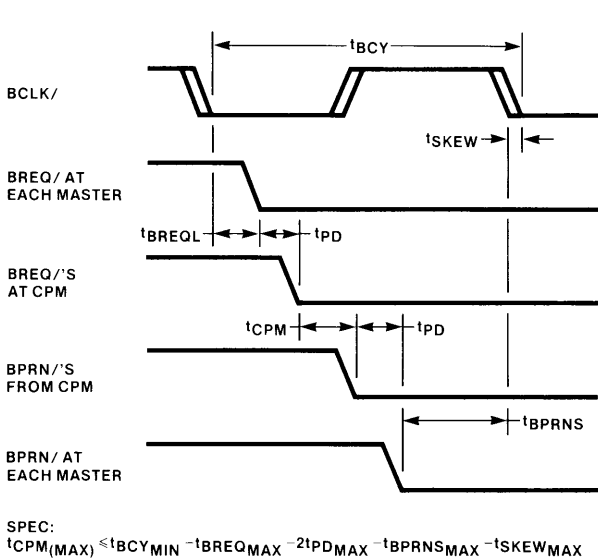 tBCY
BCLK/
tSKEW
BREQ/ AT
EACH MASTER
tBREQL
tPD
BREQ/'S
AT CPM
tCPM
tPD
BPRN/'S
FROM CPM
tBPRNS
BPRN/ AT
EACH MASTER
SPEC:
tCPM(MAX) ≤tBCYMIN −tBREQMAX −2tPDMAX −tBPRNSMAX −tSKEWMAX